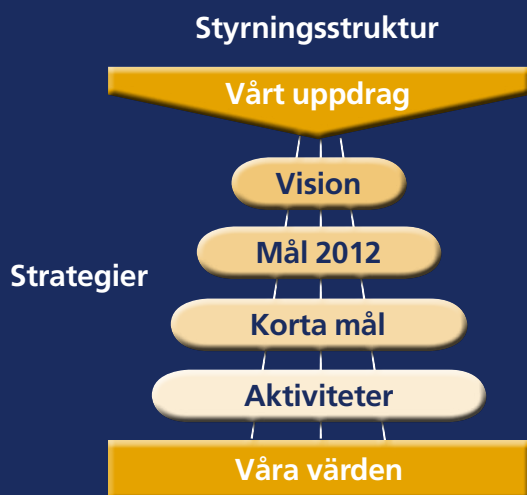 Styrningsstruktur
Vårt uppdrag
Vision
Mål 2012
Strategier
Korta mål
Aktiviteter
Våra värden